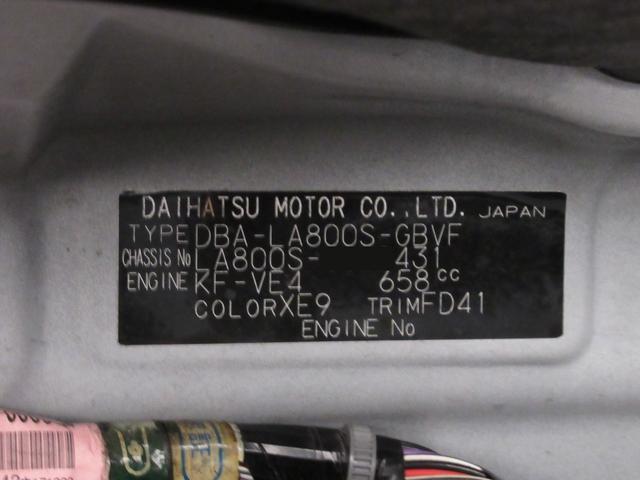 DAIHATSU MOTOR CO.,LTD. JAPAN
TYPE DBA-LA800S-GBVF
CHASSIS No LA800S- 431
ENGINE KF-VE4 658cc
COLOR XE9 TRIM FD41
ENGINE No